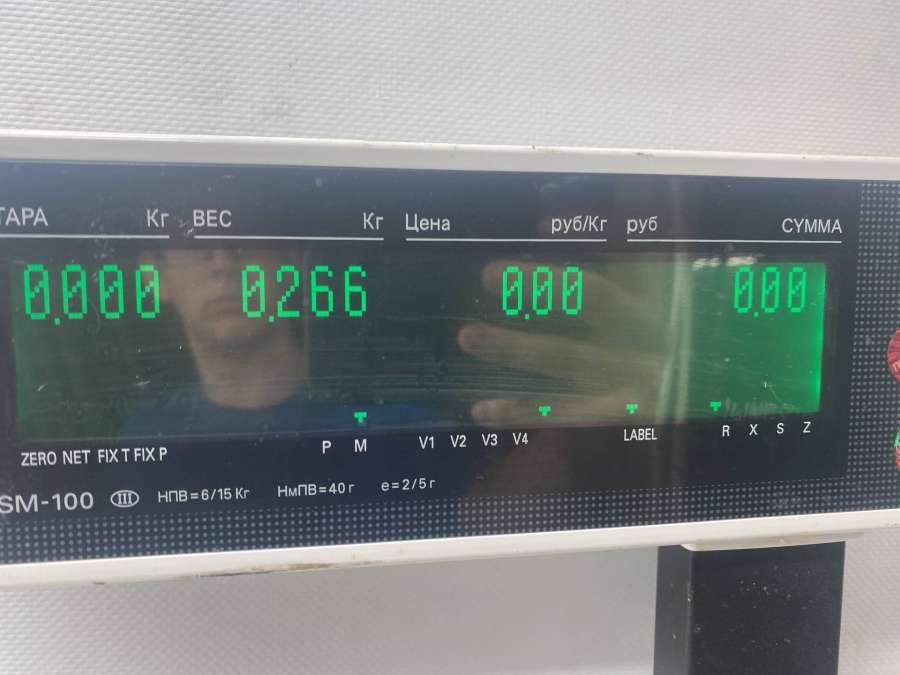 ТАРА Кг ВЕС Кг Цена руб/Кг руб СУММА
0.000 0.266 0.00 0.00
P M V1 V2 V3 V4 LABEL R X S Z
ZERO NET FIX T FIX P
SM-100 III НПВ=6/15 Кг НмПВ=40 г e=2/5 г